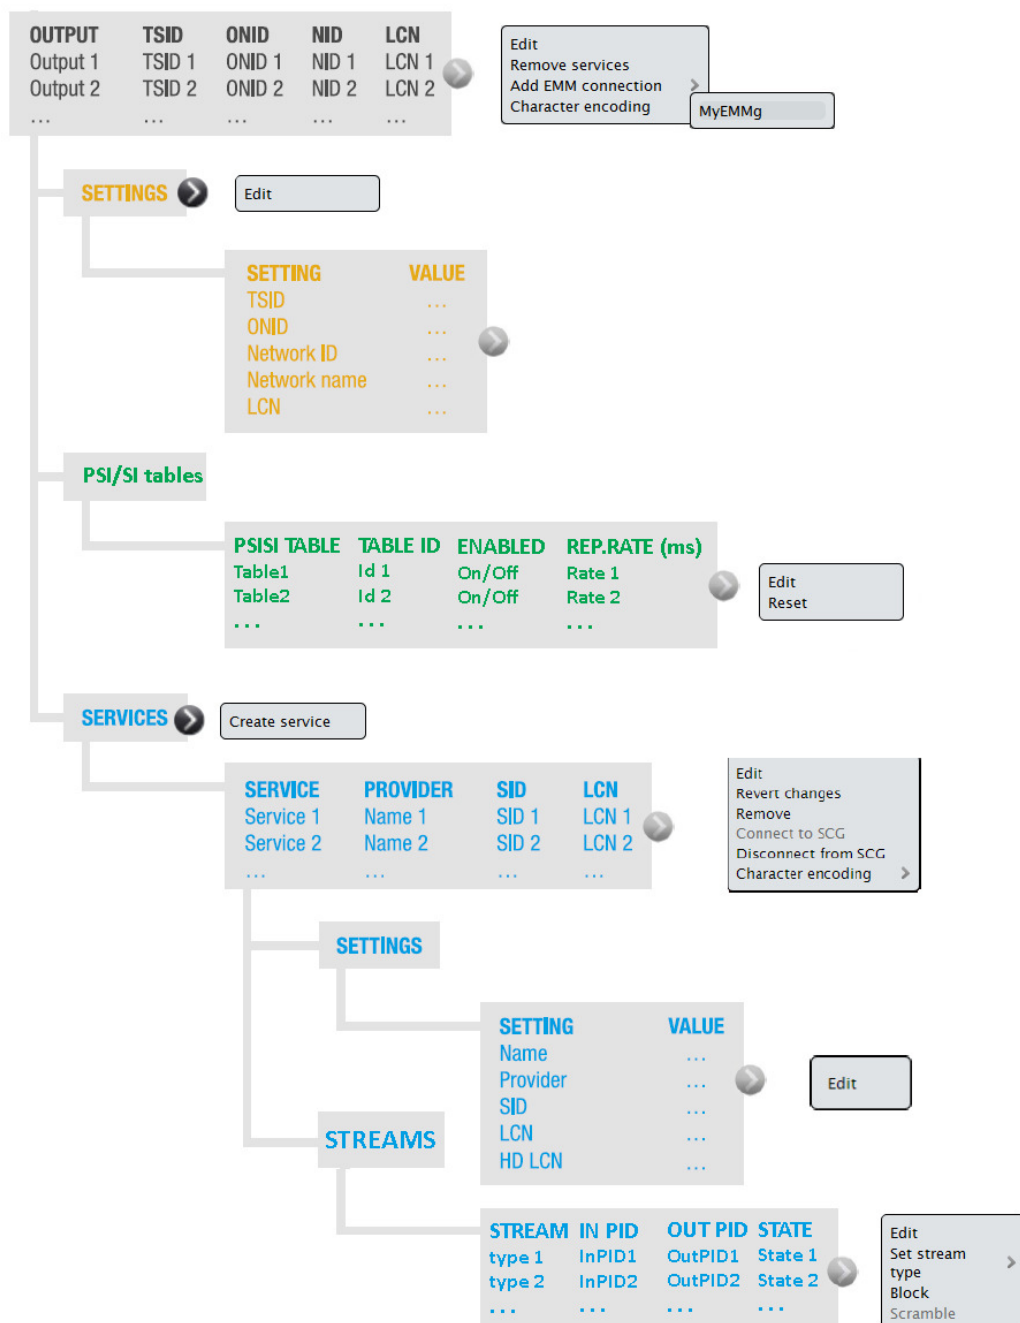 OUTPUT TSID ONID NID LCN
Output 1 TSID 1 ONID 1 NID 1 LCN 1
Output 2 TSID 2 ONID 2 NID 2 LCN 2
... ... ... ... ...
Edit
Remove services
Add EMM connection
Character encoding
MyEMMg
SETTINGS
Edit
SETTING VALUE
TSID ...
ONID ...
Network ID ...
Network name ...
LCN ...
PSI/SI tables
PSISI TABLE TABLE ID ENABLED REP.RATE (ms)
Table1 Id 1 On/Off Rate 1
Table2 Id 2 On/Off Rate 2
... ... ... ...
Edit
Reset
SERVICES
Create service
SERVICE PROVIDER SID LCN
Service 1 Name 1 SID 1 LCN 1
Service 2 Name 2 SID 2 LCN 2
... ... ... ...
Edit
Revert changes
Remove
Connect to SCG
Disconnect from SCG
Character encoding
SETTINGS
SETTING VALUE
Name ...
Provider ...
SID ...
LCN ...
HD LCN ...
Edit
STREAMS
STREAM IN PID OUT PID STATE
type 1 InPID1 OutPID1 State 1
type 2 InPID2 OutPID2 State 2
... ... ... ...
Edit
Set stream
type
Block
Scramble